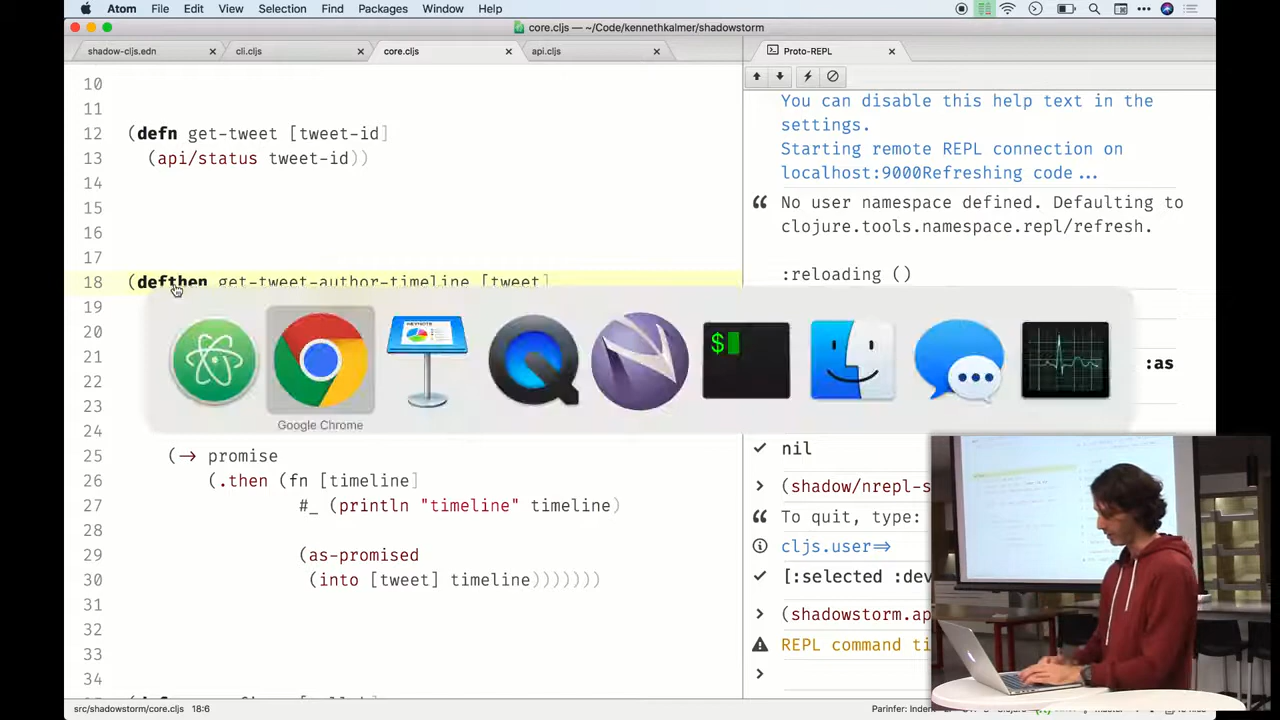 Atom File Edit View Selection Find Packages Window Help
core.cljs — ~/Code/kennethkalmer/shadowstorm
shadow-cljs.edn cli.cljs core.cljs api.cljs
Proto-REPL
10
11
12 (defn get-tweet [tweet-id]
13 (api/status tweet-id))
14
15
16
17
18 (defthen get-tweet-author-timeline [tweet]
19
20
21
22
23
24
25 (-> promise
26 (.then (fn [timeline]
27 #_ (println "timeline" timeline)
28
29 (as-promised
30 (into [tweet] timeline)))))))
31
32
33
34
You can disable this help text in the
settings.
Starting remote REPL connection on
localhost:9000Refreshing code...
No user namespace defined. Defaulting to
clojure.tools.namespace.repl/refresh.
:reloading ()
:as
Google Chrome
$
nil
(shadow/nrepl-s
To quit, type:
cljs.user=>
[:selected :dev
(shadowstorm.ap
REPL command ti
src/shadowstorm/core.cljs 18:6
Parinfer: Indent